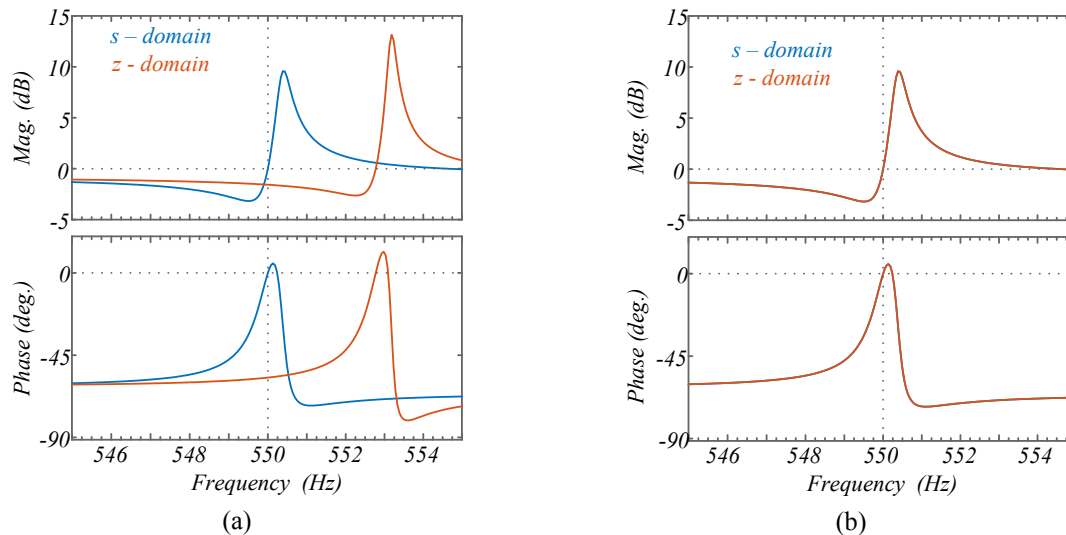 15
10
5
0
-5
Mag. (dB)
s – domain
z - domain
0
-45
-90
Phase (deg.)
546 548 550 552 554
Frequency (Hz)
(a)
15
10
5
0
-5
Mag. (dB)
s – domain
z - domain
0
-45
-90
Phase (deg.)
546 548 550 552 554
Frequency (Hz)
(b)